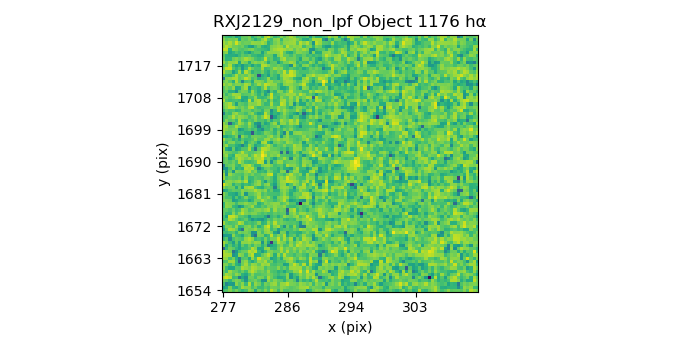 RXJ2129_non_lpf Object 1176 hα
1717
1708
1699
1690
1681
1672
1663
1654
y (pix)
277 286 294 303
x (pix)